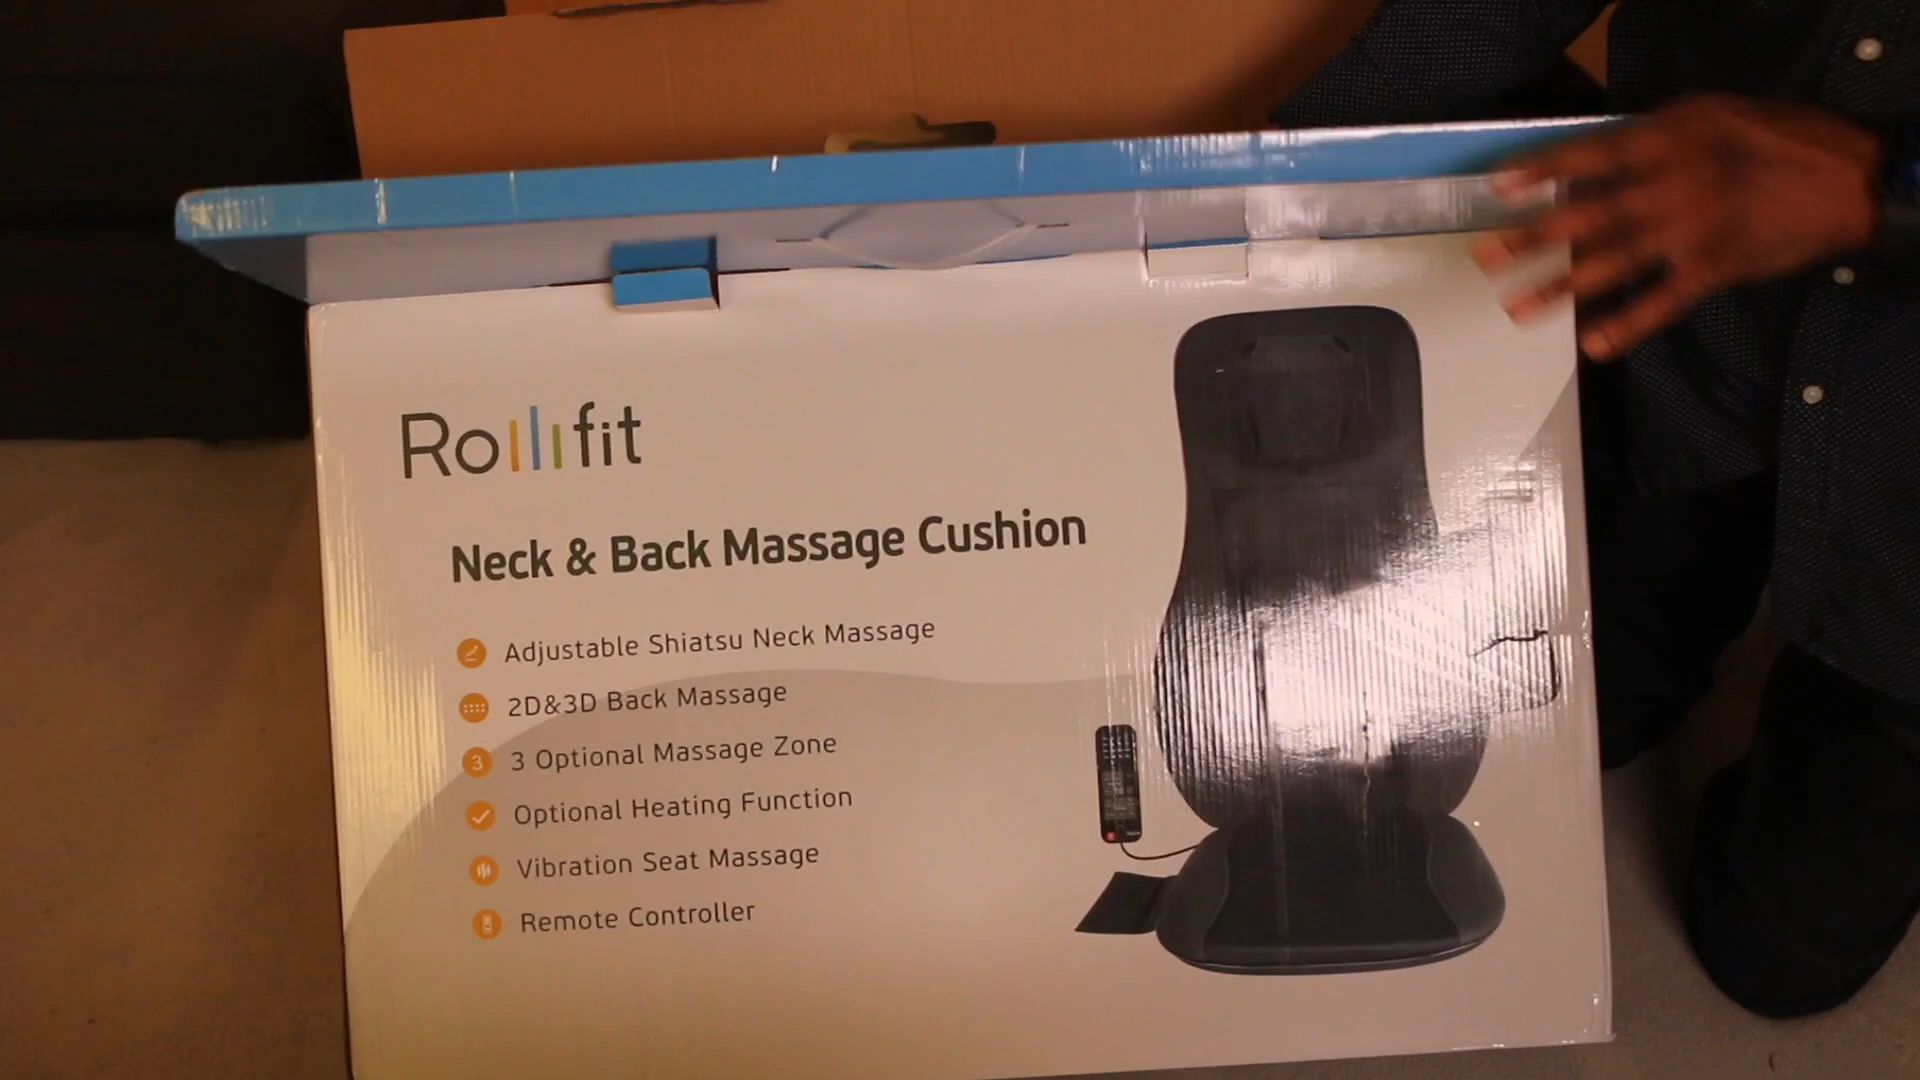 Rollifit
Neck & Back Massage Cushion
Adjustable Shiatsu Neck Massage
2D&3D Back Massage
3 3 Optional Massage Zone
Optional Heating Function
Vibration Seat Massage
Remote Controller